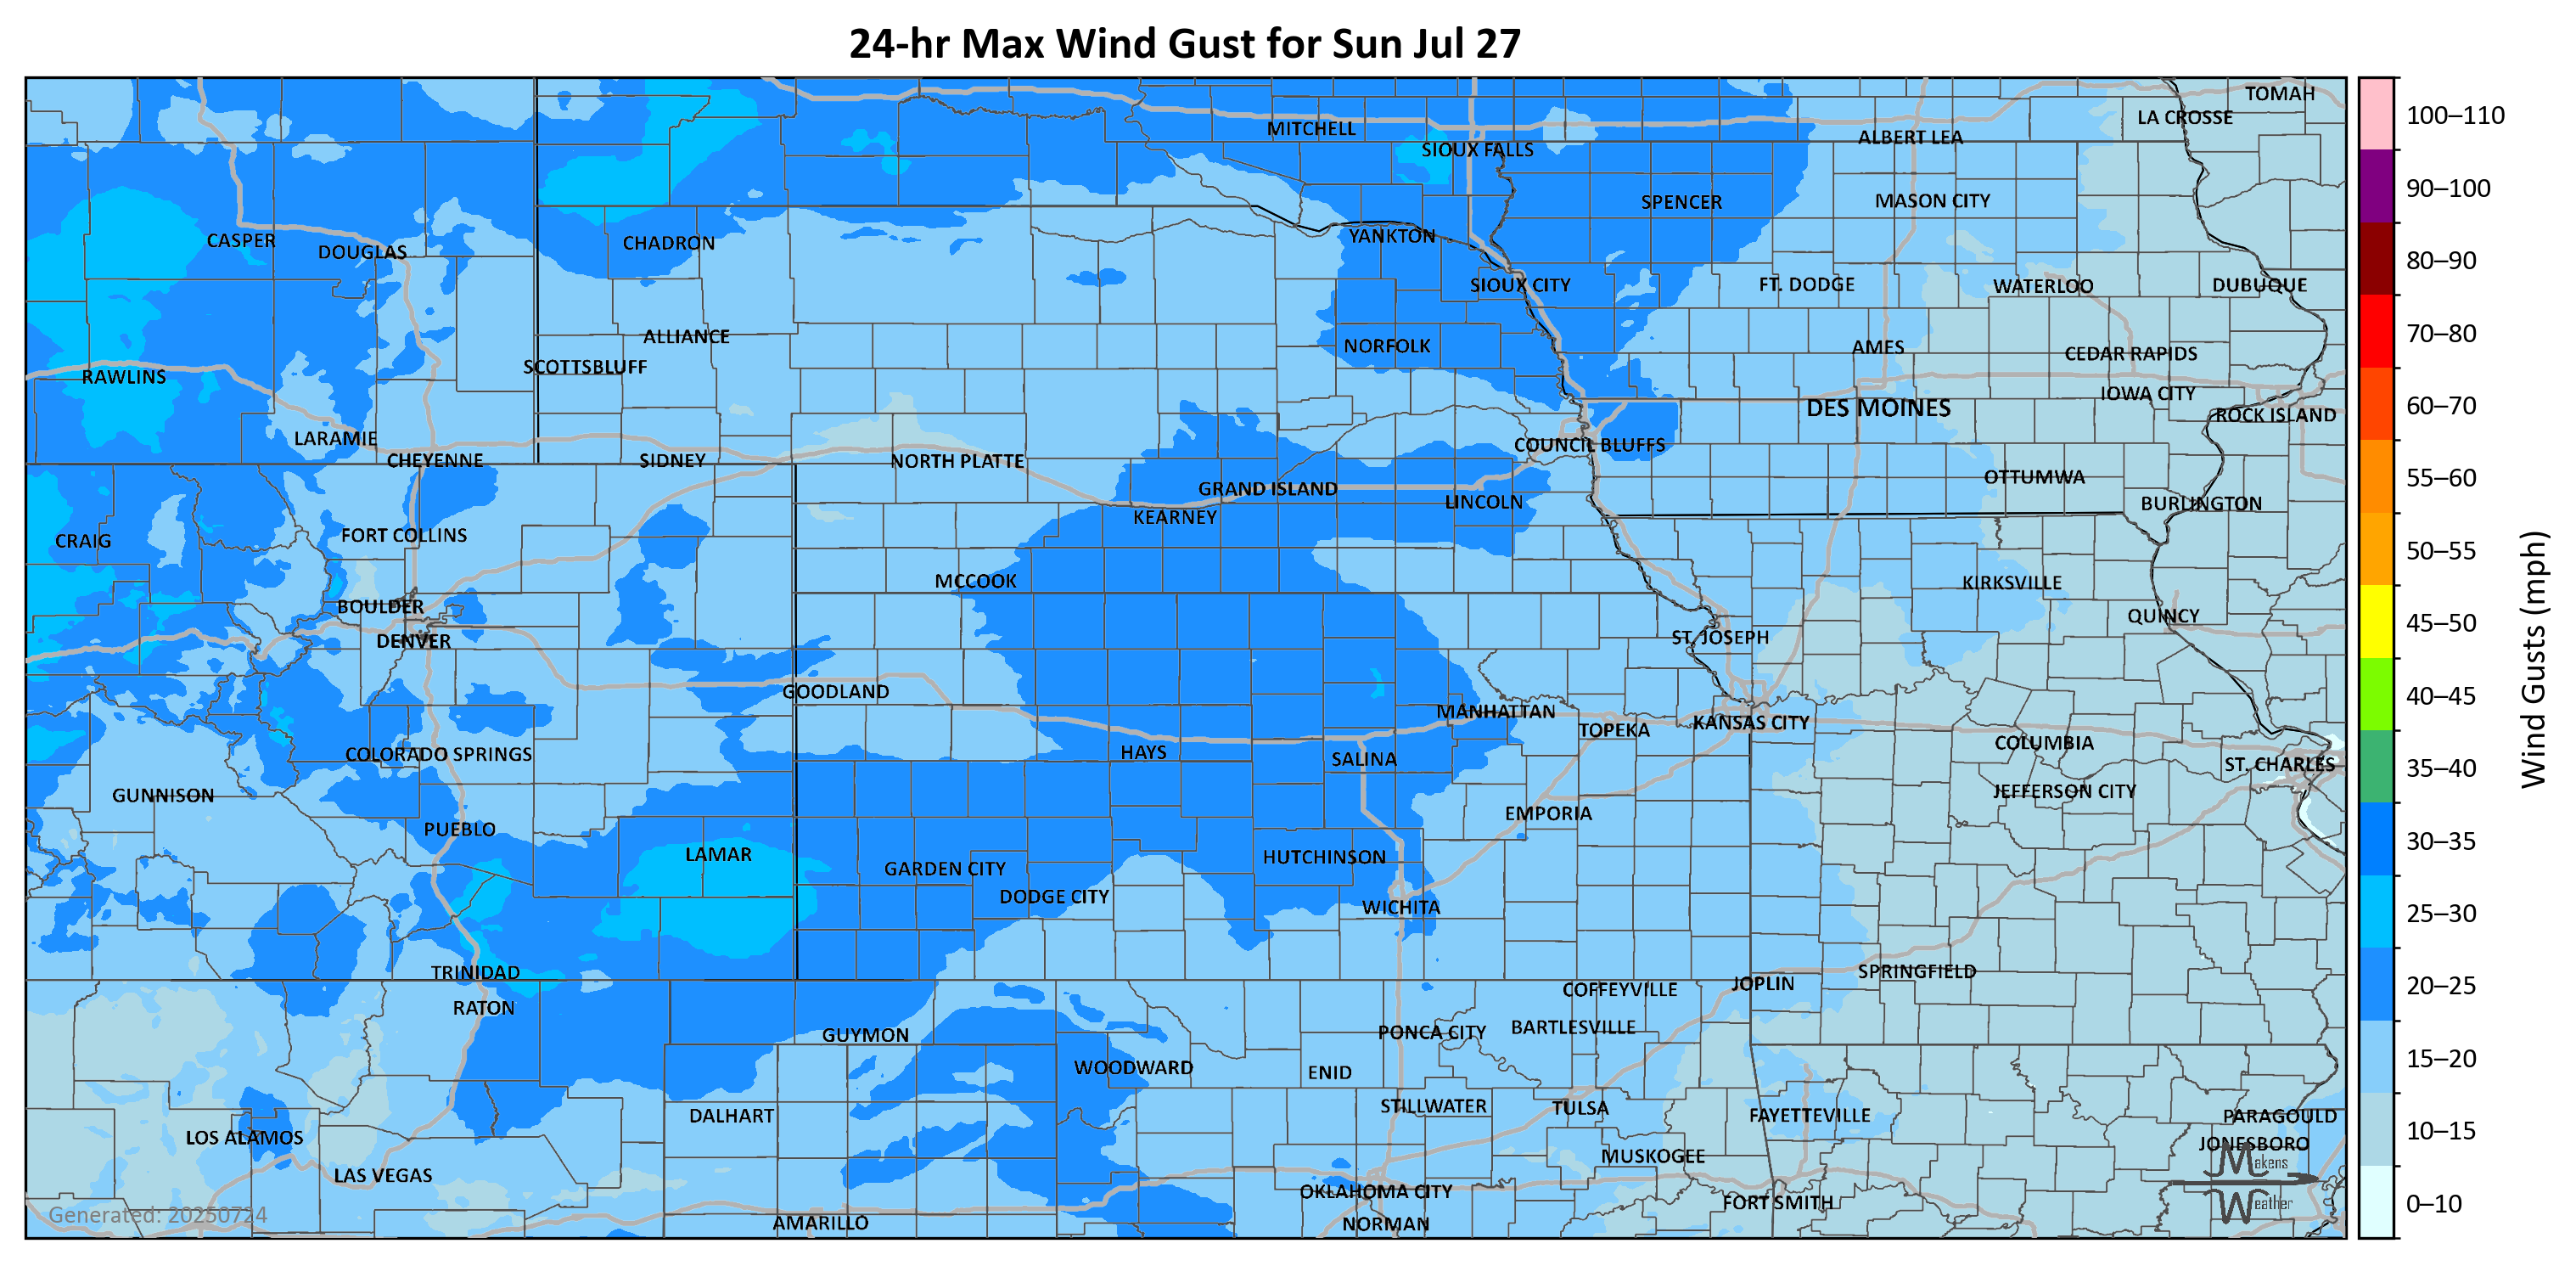 24-hr Max Wind Gust for Sun Jul 27
TOMAH
LA CROSSE
MITCHELL
ALBERT LEA
SIOUX FALLS
SPENCER
MASON CITY
CASPER
DOUGLAS
CHADRON
YANKTON
SIOUX CITY
FT. DODGE
WATERLOO
DUBUQUE
ALLIANCE
NORFOLK
AMES
CEDAR RAPIDS
SCOTTSBLUFF
RAWLINS
IOWA CITY
DES MOINES
ROCK ISLAND
LARAMIE
COUNCIL BLUFFS
CHEYENNE
SIDNEY
NORTH PLATTE
OTTUMWA
GRAND ISLAND
LINCOLN
BURLINGTON
KEARNEY
FORT COLLINS
CRAIG
MCCOOK
KIRKSVILLE
BOULDER
QUINCY
DENVER
ST. JOSEPH
GOODLAND
MANHATTAN
KANSAS CITY
TOPEKA
COLUMBIA
COLORADO SPRINGS
HAYS
SALINA
ST. CHARLES
GUNNISON
JEFFERSON CITY
EMPORIA
PUEBLO
LAMAR
HUTCHINSON
GARDEN CITY
DODGE CITY
WICHITA
TRINIDAD
SPRINGFIELD
JOPLIN
COFFEYVILLE
RATON
BARTLESVILLE
PONCA CITY
GUYMON
WOODWARD
ENID
STILLWATER
TULSA
DALHART
FAYETTEVILLE
PARAGOULD
LOS ALAMOS
JONESBORO
MUSKOGEE
LAS VEGAS
OKLAHOMA CITY
FORT SMITH
AMARILLO
NORMAN
Generated: 20250724
Makens
Weather
100–110
90–100
80–90
70–80
60–70
55–60
50–55
45–50
40–45
35–40
30–35
25–30
20–25
15–20
10–15
0–10
Wind Gusts (mph)